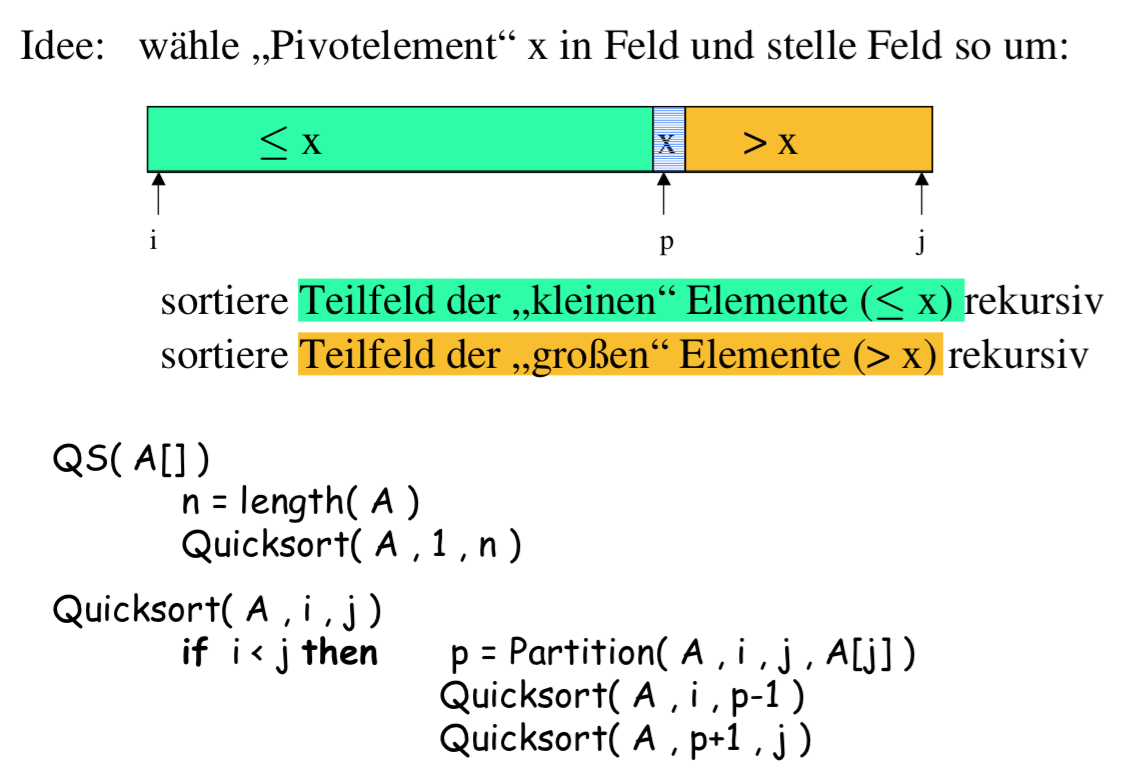 Idee: wähle „Pivotelement“ x in Feld und stelle Feld so um:
≤ x x > x
i p j
sortiere Teilfeld der „kleinen“ Elemente (≤ x) rekursiv
sortiere Teilfeld der „großen“ Elemente (> x) rekursiv
QS( A[] )
n = length( A )
Quicksort( A , 1 , n )
Quicksort( A , i , j )
if i < j then p = Partition( A , i , j , A[j] )
Quicksort( A , i , p-1 )
Quicksort( A , p+1 , j )